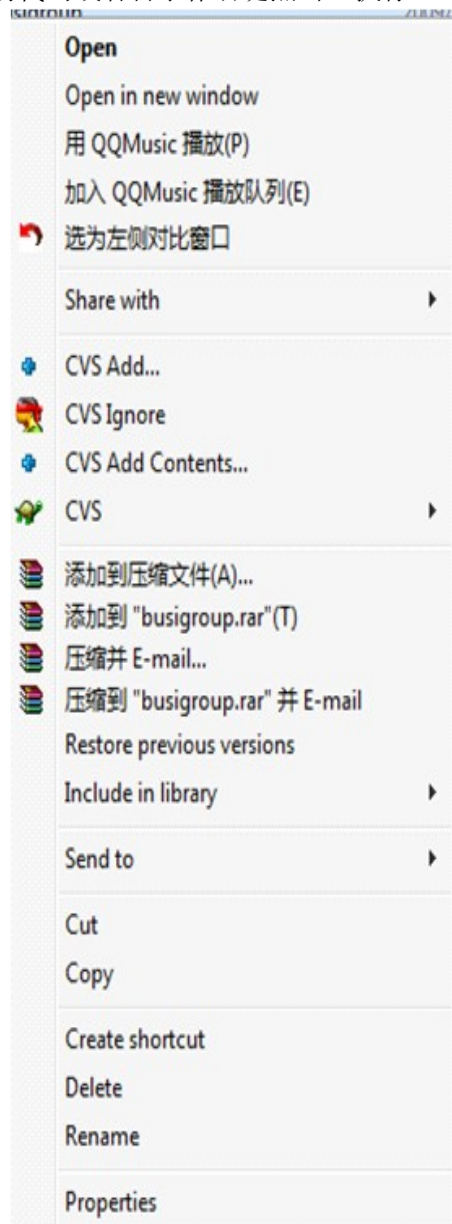 Open
Open in new window
用 QQMusic 播放(P)
加入 QQMusic 播放队列(E)
选为左侧对比窗口
Share with
CVS Add...
CVS Ignore
CVS Add Contents...
CVS
添加到压缩文件(A)...
添加到 "busigroup.rar"(T)
压缩并 E-mail...
压缩到 "busigroup.rar" 并 E-mail
Restore previous versions
Include in library
Send to
Cut
Copy
Create shortcut
Delete
Rename
Properties